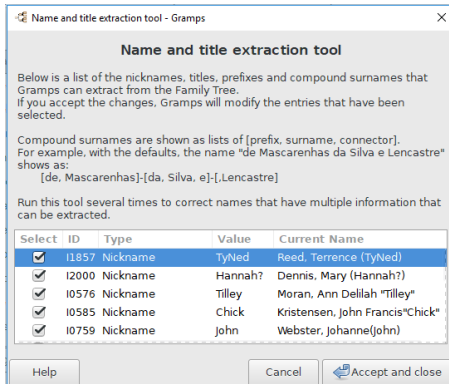 Name and title extraction tool - Gramps
Name and title extraction tool
Below is a list of the nicknames, titles, prefixes and compound surnames that
Gramps can extract from the Family Tree.
If you accept the changes, Gramps will modify the entries that have been
selected.
Compound surnames are shown as lists of [prefix, surname, connector].
For example, with the defaults, the name "de Mascarenhas da Silva e Lencastre"
shows as:
[de, Mascarenhas]-[da, Silva, e]-[,Lencastre]
Run this tool several times to correct names that have multiple information that
can be extracted.
Select ID Type Value Current Name
I1857 Nickname TyNed Reed, Terrence (TyNed)
I2000 Nickname Hannah? Dennis, Mary (Hannah?)
I0576 Nickname Tilley Moran, Ann Delilah "Tilley"
I0585 Nickname Chick Kristensen, John Francis"Chick"
I0759 Nickname John Webster, Johanne(John)
Help Cancel Accept and close